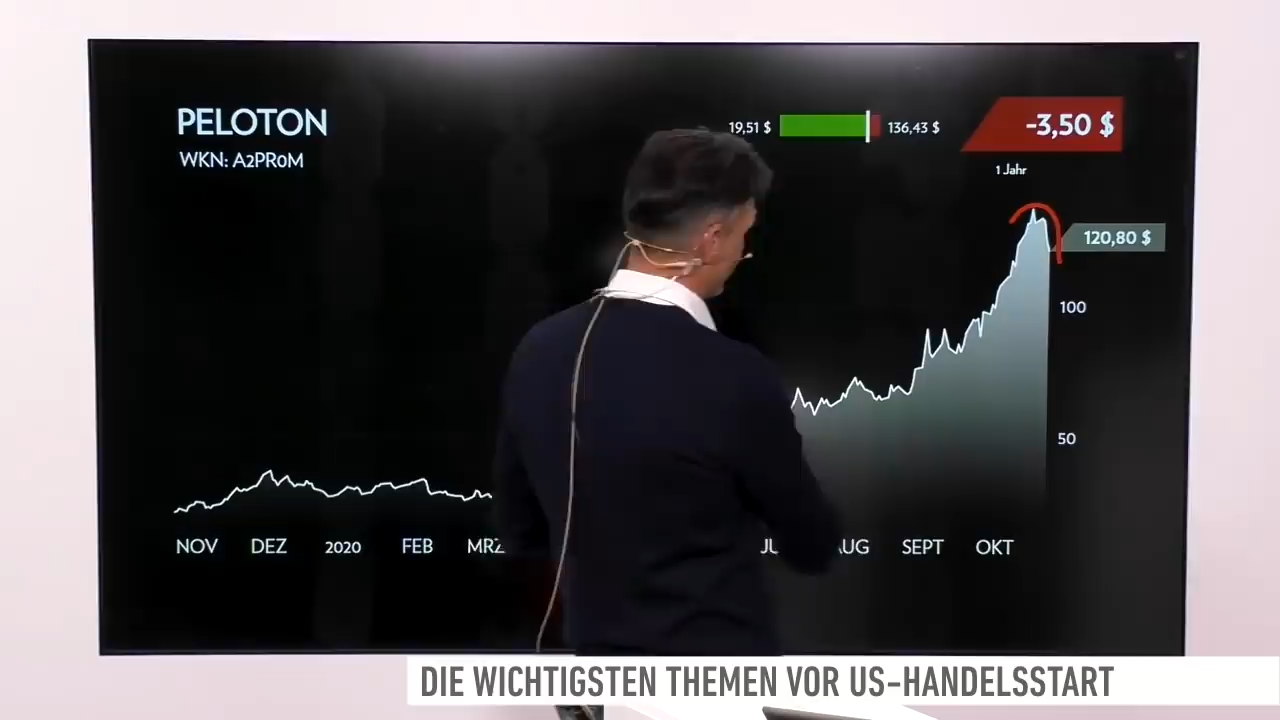 PELOTON
WKN: A2PR0M
19,51 $
136,43 $
-3,50 $
1 Jahr
120,80 $
100
50
NOV DEZ 2020 FEB MRZ SEPT OKT
DIE WICHTIGSTEN THEMEN VOR US-HANDELSSTART